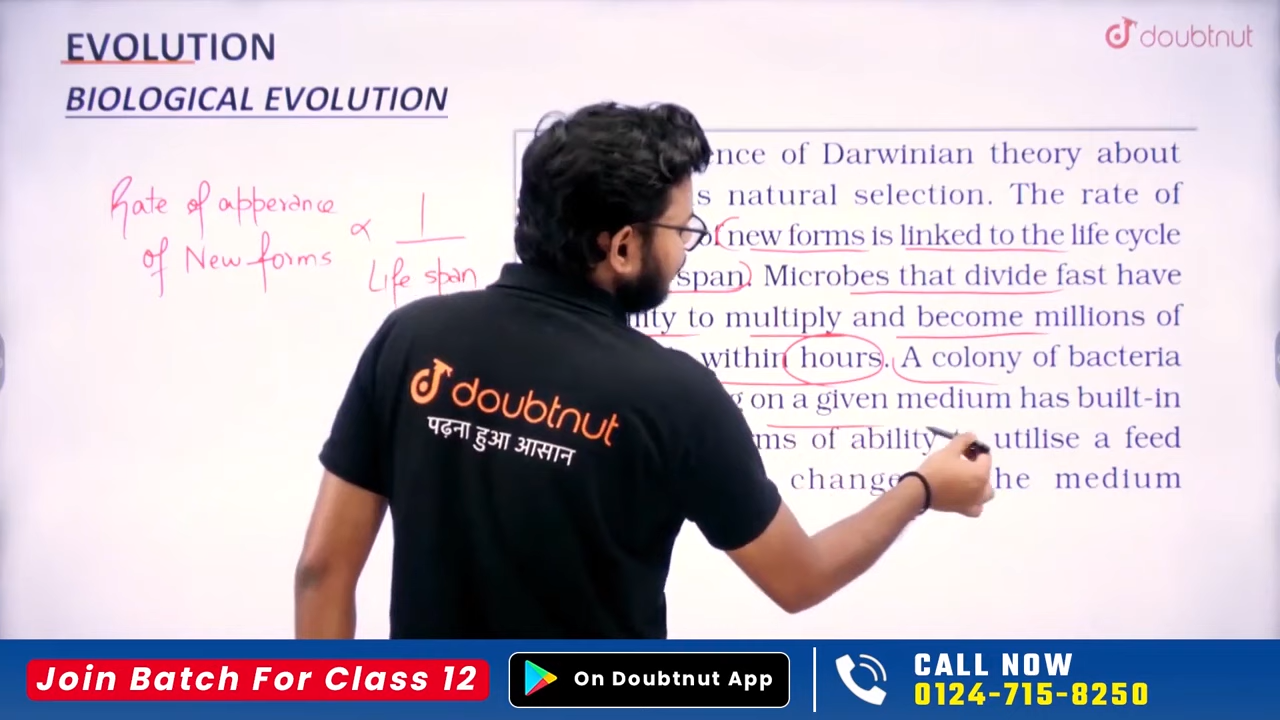 EVOLUTION
BIOLOGICAL EVOLUTION
doubtnut
Rate of apperance
of New forms
∝ 1
Life span
ence of Darwinian theory about
s natural selection. The rate of
of new forms is linked to the life cycle
span. Microbes that divide fast have
to multiply and become millions of
within hours. A colony of bacteria
on a given medium has built-in
ms of ability utilise a feed
change he medium
doubtnut
पढ़ना हुआ आसान
Join Batch For Class 12
On Doubtnut App
CALL NOW
0124-715-8250